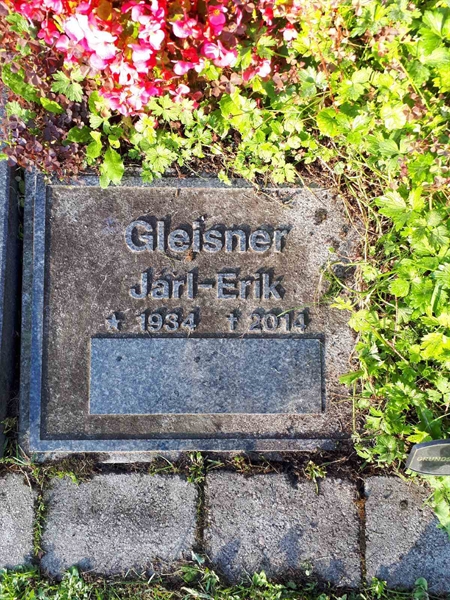 Gleisner
Jarl-Erik
★ 1934 † 2014